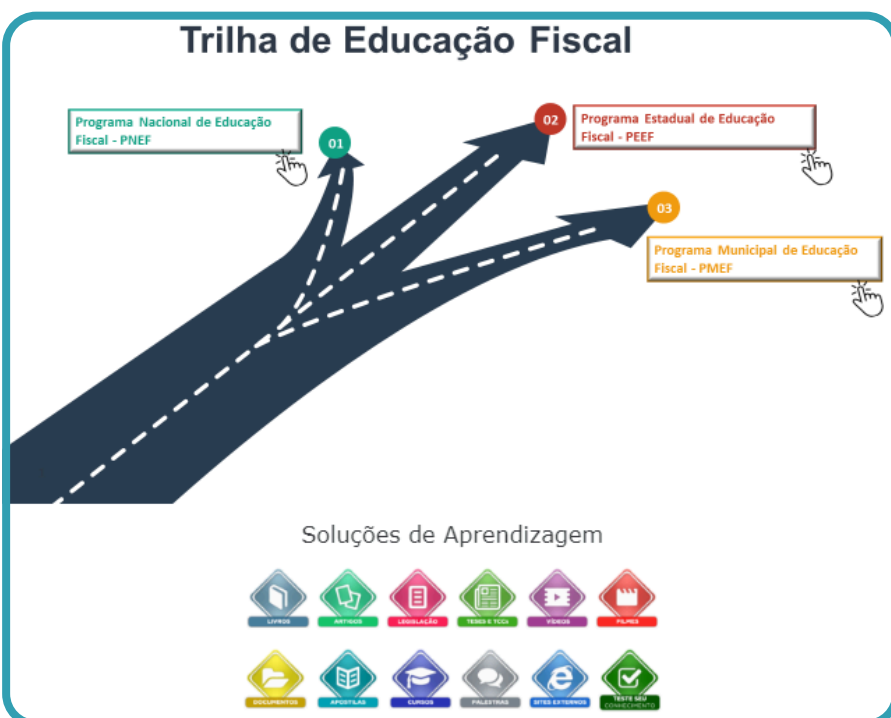 Trilha de Educação Fiscal
Programa Nacional de Educação
Fiscal - PNEF
01
02
Programa Estadual de Educação
Fiscal - PEEF
03
Programa Municipal de Educação
Fiscal - PMEF
Soluções de Aprendizagem
LIVROS
ARTIGOS
LEGISLAÇÃO
TESES E TCCs
VÍDEOS
FILMES
DOCUMENTOS
APOSTILAS
CURSOS
PALESTRAS
SITES EXTERNOS
TESTE SEU
CONHECIMENTO